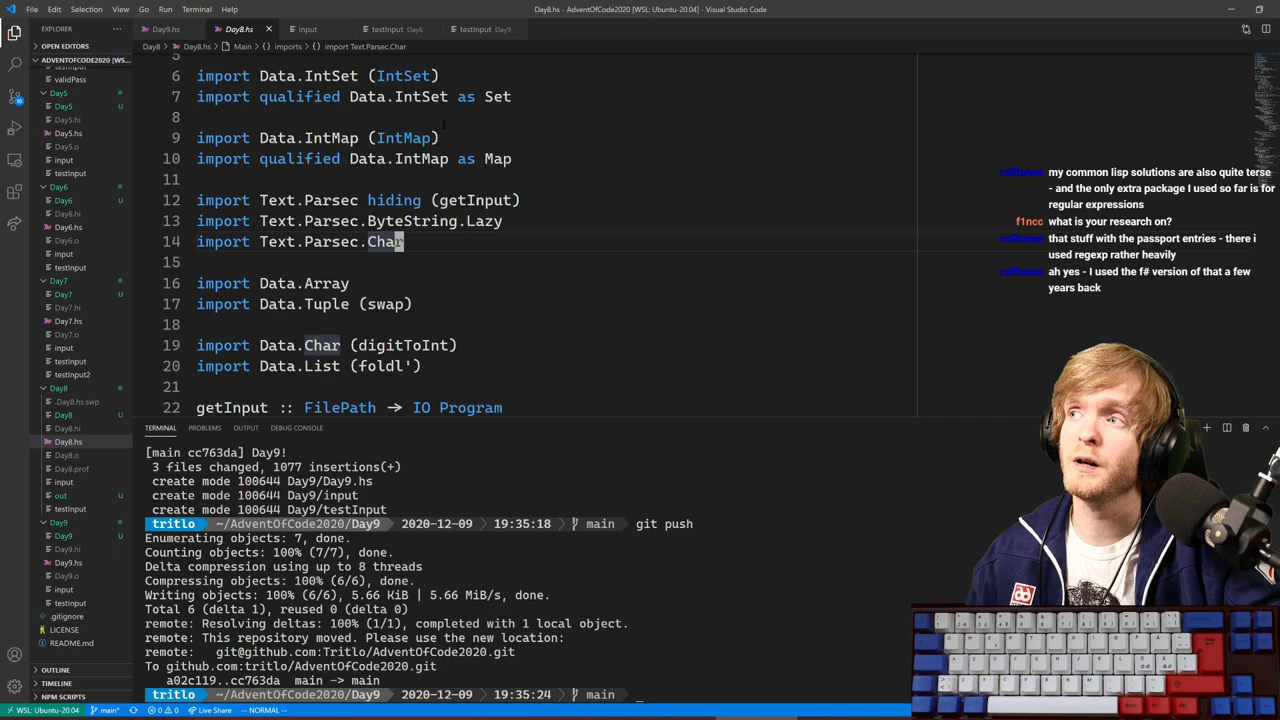 File Edit Selection View Go Run Terminal Help
Day8.hs - AdventOfCode2020 [WSL: Ubuntu-20.04] - Visual Studio Code
EXPLORER
Day9.hs
Day8.hs
input
testInput Day6
testInput Day9
OPEN EDITORS
Day8 > Day8.hs > Main > imports > import Text.Parsec.Char
ADVENTOFCODE2020 [WS...
validPass
Day5
Day5 U
Day5.hi
Day5.hs
Day5.o
input
testInput
Day6
Day6 U
Day6.hi
Day6.hs
Day6.o
input
testInput
Day7
Day7 U
Day7.hi
Day7.hs
Day7.o
input
testInput
testInput2
Day8
.Day8.hs.swp
Day8 U
Day8.hi
Day8.hs
Day8.o
Day8.prof
input
out U
testInput
Day9
Day9 U
Day9.hi
Day9.hs
Day9.o
input
testInput
.gitignore
LICENSE
README.md
OUTLINE
TIMELINE
NPM SCRIPTS
5
6 import Data.IntSet (IntSet)
7 import qualified Data.IntSet as Set
8
9 import Data.IntMap (IntMap)
10 import qualified Data.IntMap as Map
11
12 import Text.Parsec hiding (getInput)
13 import Text.Parsec.ByteString.Lazy
14 import Text.Parsec.Char
15
16 import Data.Array
17 import Data.Tuple (swap)
18
19 import Data.Char (digitToInt)
20 import Data.List (foldl')
21
22 getInput :: FilePath → IO Program
my common lisp solutions are also quite terse
- and the only extra package I used so far is for
regular expressions
f1ncc what is your research on?
that stuff with the passport entries - there i
used regexp rather heavily
ah yes - I used the f# version of that a few
years back
TERMINAL PROBLEMS OUTPUT DEBUG CONSOLE
[main cc763da] Day9!
3 files changed, 1077 insertions(+)
create mode 100644 Day9/Day9.hs
create mode 100644 Day9/input
create mode 100644 Day9/testInput
tritlo ~/AdventOfCode2020/Day9 2020-12-09 19:35:18 main git push
Enumerating objects: 7, done.
Counting objects: 100% (7/7), done.
Delta compression using up to 8 threads
Compressing objects: 100% (6/6), done.
Writing objects: 100% (6/6), 5.66 KiB | 5.66 MiB/s, done.
Total 6 (delta 1), reused 0 (delta 0)
remote: Resolving deltas: 100% (1/1), completed with 1 local object.
remote: This repository moved. Please use the new location:
remote: git@github.com:Tritlo/AdventOfCode2020.git
To github.com:tritlo/AdventOfCode2020.git
a02c119..cc763da main -> main
tritlo ~/AdventOfCode2020/Day9 2020-12-09 19:35:24 main
WSL: Ubuntu-20.04 main* 0 0 Live Share -- NORMAL --